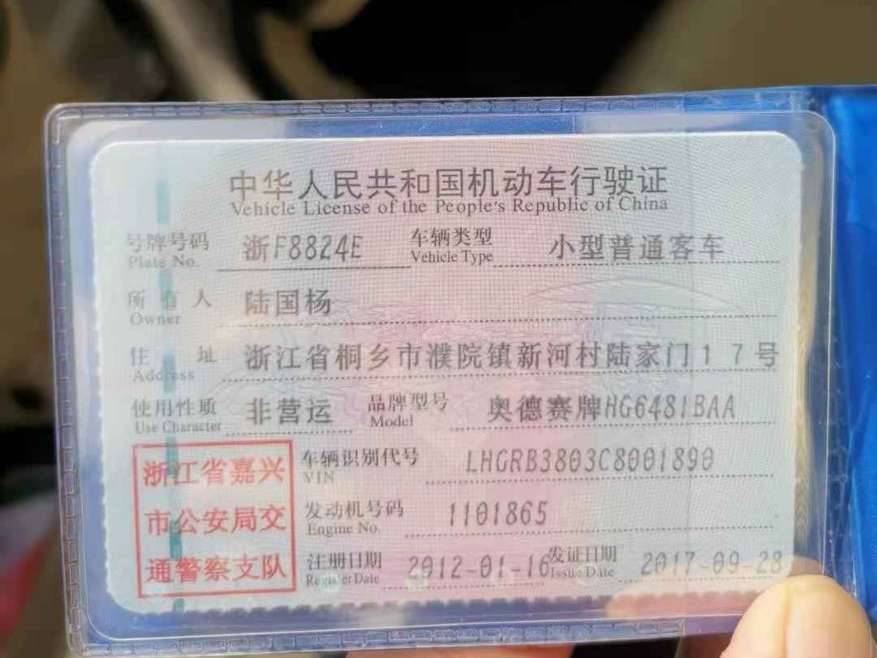 中华人民共和国机动车行驶证
Vehicle License of the People's Republic of China
号牌号码 浙F8824E 车辆类型 小型普通客车
Plate No. Vehicle Type
所有人 陆国杨
Owner
住址 浙江省桐乡市濮院镇新河村陆家门17号
Address
使用性质 非营运 品牌型号 奥德赛牌HG6481BAA
Use Character Model
浙江省嘉兴
市公安局交
通警察支队
车辆识别代号 LHGRB3803C8001890
VIN
发动机号码 1101865
Engine No.
注册日期 2012-01-16 发证日期 2017-09-28
Register Date Issue Date